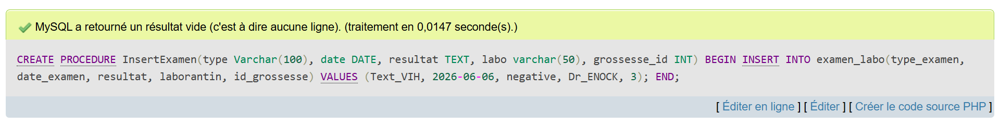 MySQL a retourné un résultat vide (c'est à dire aucune ligne). (traitement en 0,0147 seconde(s).)
CREATE PROCEDURE InsertExamen(type Varchar(100), date DATE, resultat TEXT, labo varchar(50), grossesse_id INT) BEGIN INSERT INTO examen_labo(type_examen,
date_examen, resultat, laborantin, id_grossesse) VALUES (Text_VIH, 2026-06-06, negative, Dr_ENOCK, 3); END;
[ Éditer en ligne ] [ Éditer ] [ Créer le code source PHP ]